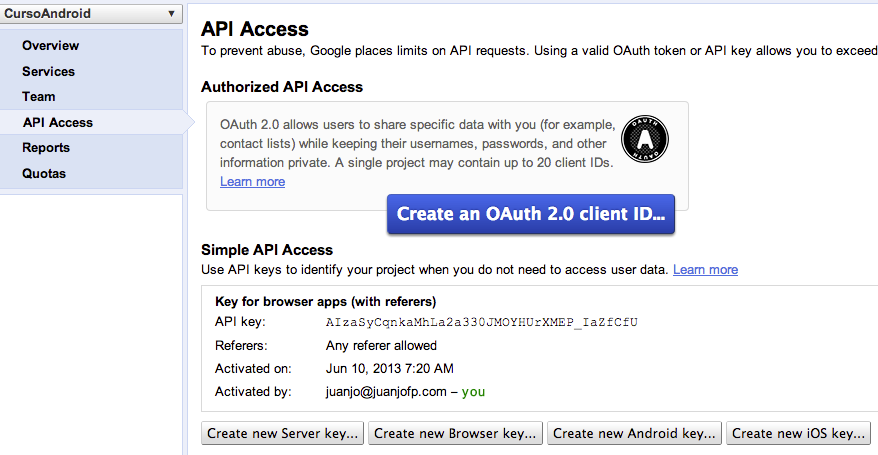 CursoAndroid
Overview
Services
Team
API Access
Reports
Quotas
API Access
To prevent abuse, Google places limits on API requests. Using a valid OAuth token or API key allows you to exceed
Authorized API Access
OAuth 2.0 allows users to share specific data with you (for example,
contact lists) while keeping their usernames, passwords, and other
information private. A single project may contain up to 20 client IDs.
Learn more
OAUTH
A
OAUTH
Create an OAuth 2.0 client ID...
Simple API Access
Use API keys to identify your project when you do not need to access user data. Learn more
Key for browser apps (with referers)
API key: AIzaSyCqnkaMhLa2a330JMOYHUrXMEP_IaZfCfU
Referers: Any referer allowed
Activated on: Jun 10, 2013 7:20 AM
Activated by: juanjo@juanjofp.com – you
Create new Server key... Create new Browser key... Create new Android key... Create new iOS key...